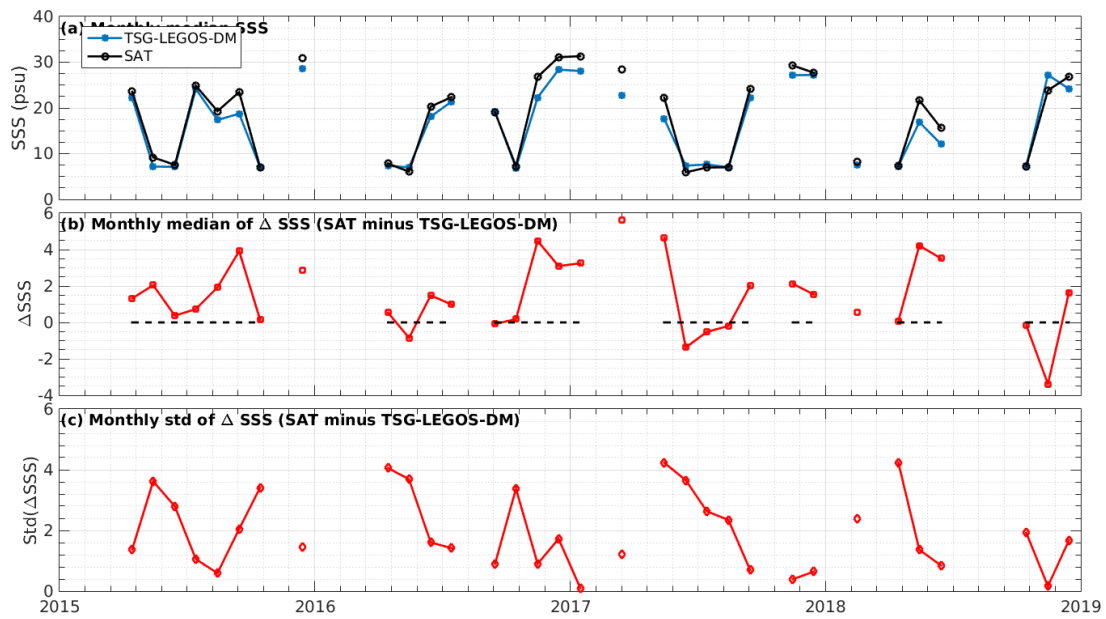 (a) Monthly median SSS
TSG-LEGOS-DM
SAT
40
30
20
10
0
SSS (psu)
(b) Monthly median of Δ SSS (SAT minus TSG-LEGOS-DM)
6
4
2
0
-2
-4
ΔSSS
(c) Monthly std of Δ SSS (SAT minus TSG-LEGOS-DM)
6
4
2
0
Std(ΔSSS)
2015 2016 2017 2018 2019